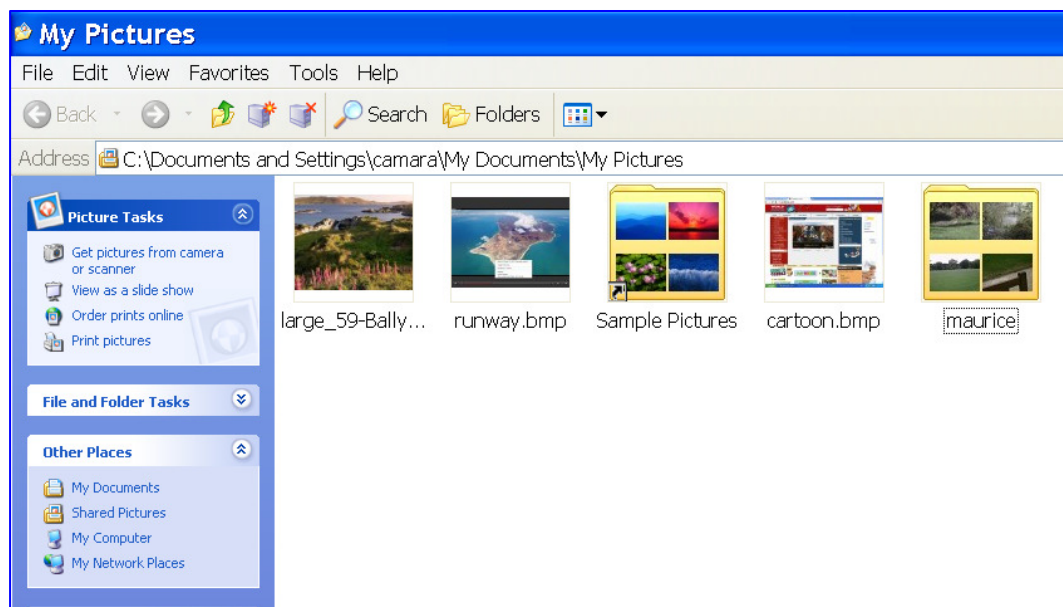 My Pictures
File Edit View Favorites Tools Help
Back Search Folders
Address C:\Documents and Settings\camara\My Documents\My Pictures
Picture Tasks
Get pictures from camera
or scanner
View as a slide show
Order prints online
Print pictures
File and Folder Tasks
Other Places
My Documents
Shared Pictures
My Computer
My Network Places
large_59-Bally... runway.bmp Sample Pictures cartoon.bmp maurice